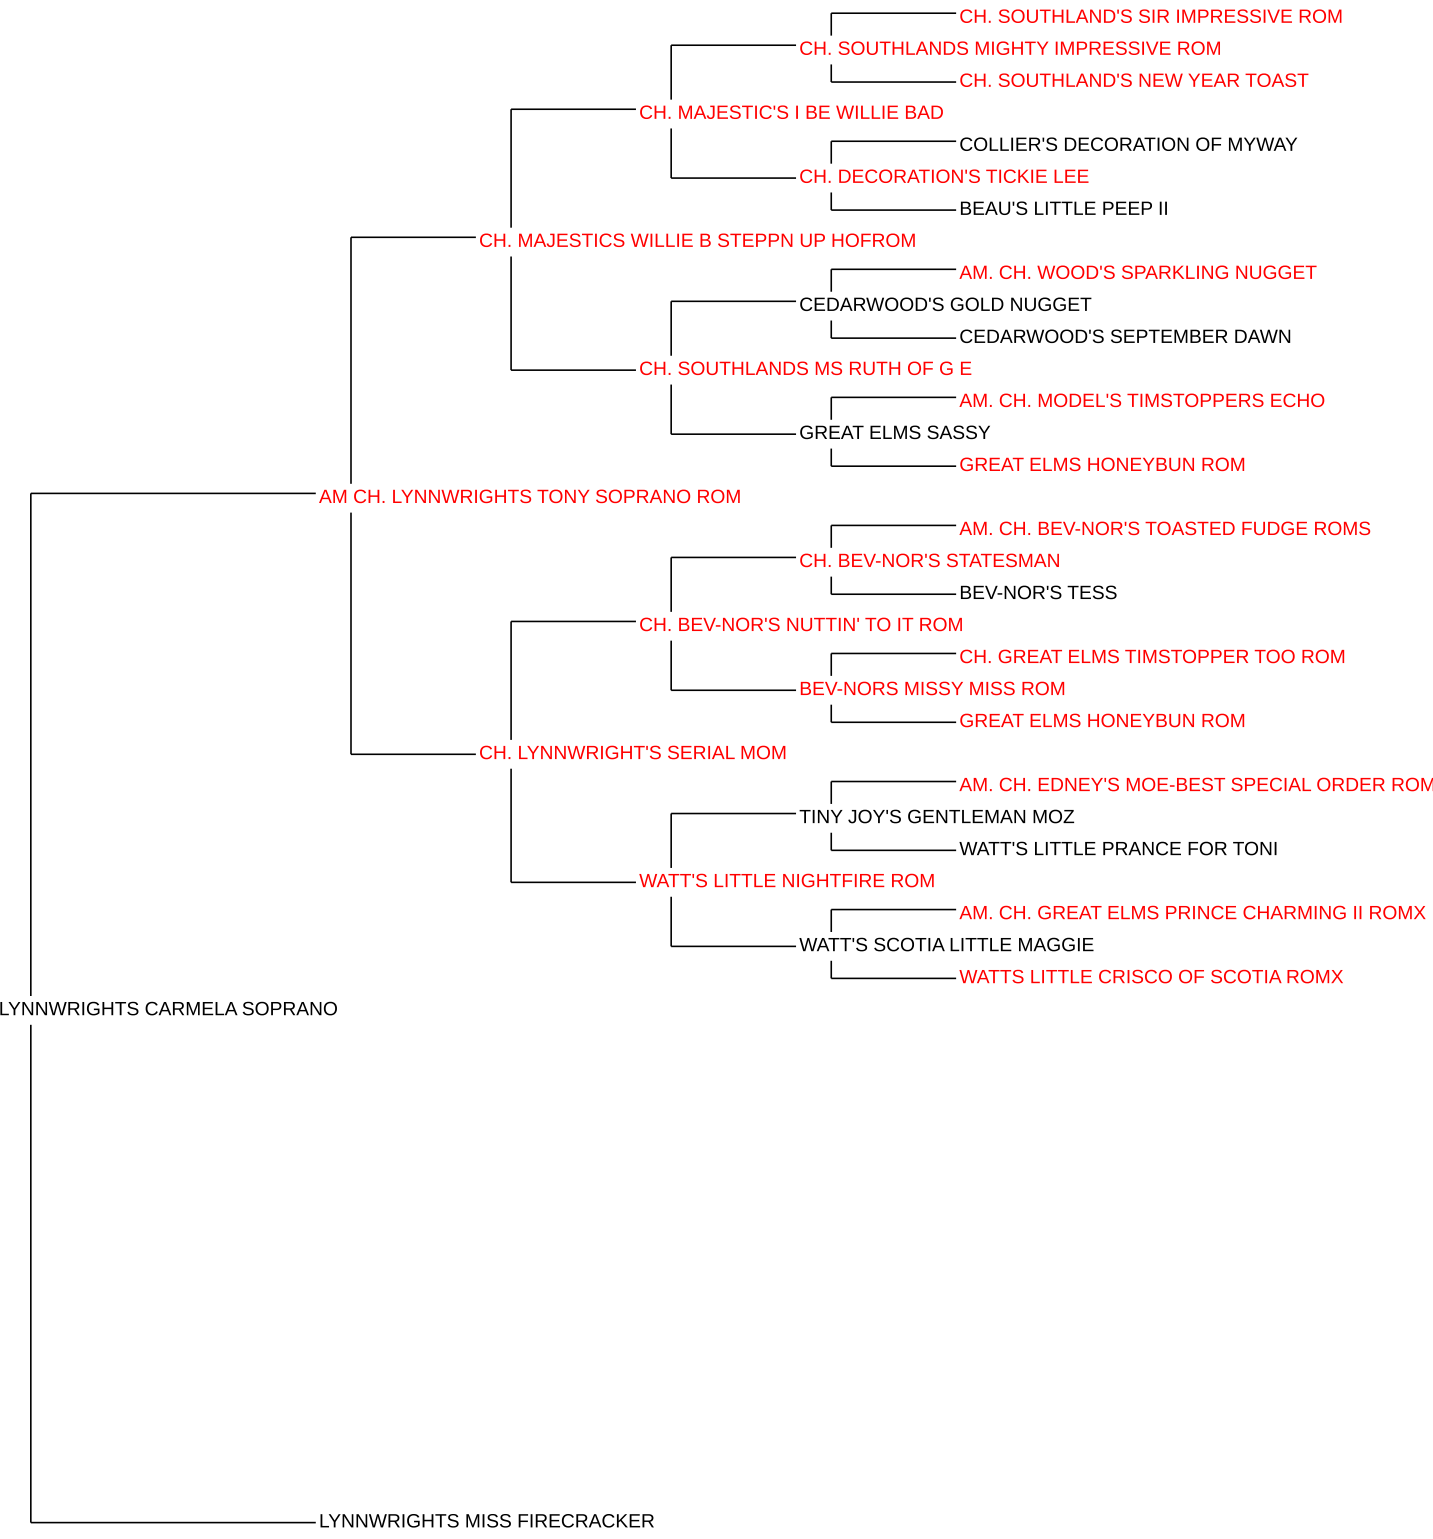 CH. SOUTHLAND'S SIR IMPRESSIVE ROM
CH. SOUTHLANDS MIGHTY IMPRESSIVE ROM
CH. SOUTHLAND'S NEW YEAR TOAST
CH. MAJESTIC'S I BE WILLIE BAD
COLLIER'S DECORATION OF MYWAY
CH. DECORATION'S TICKIE LEE
BEAU'S LITTLE PEEP II
CH. MAJESTICS WILLIE B STEPPN UP HOFROM
AM. CH. WOOD'S SPARKLING NUGGET
CEDARWOOD'S GOLD NUGGET
CEDARWOOD'S SEPTEMBER DAWN
CH. SOUTHLANDS MS RUTH OF G E
AM. CH. MODEL'S TIMSTOPPERS ECHO
GREAT ELMS SASSY
GREAT ELMS HONEYBUN ROM
AM CH. LYNNWRIGHTS TONY SOPRANO ROM
AM. CH. BEV-NOR'S TOASTED FUDGE ROMS
CH. BEV-NOR'S STATESMAN
BEV-NOR'S TESS
CH. BEV-NOR'S NUTTIN' TO IT ROM
CH. GREAT ELMS TIMSTOPPER TOO ROM
BEV-NORS MISSY MISS ROM
GREAT ELMS HONEYBUN ROM
CH. LYNNWRIGHT'S SERIAL MOM
AM. CH. EDNEY'S MOE-BEST SPECIAL ORDER ROM
TINY JOY'S GENTLEMAN MOZ
WATT'S LITTLE PRANCE FOR TONI
WATT'S LITTLE NIGHTFIRE ROM
AM. CH. GREAT ELMS PRINCE CHARMING II ROMX
WATT'S SCOTIA LITTLE MAGGIE
WATTS LITTLE CRISCO OF SCOTIA ROMX
LYNNWRIGHTS CARMELA SOPRANO
LYNNWRIGHTS MISS FIRECRACKER